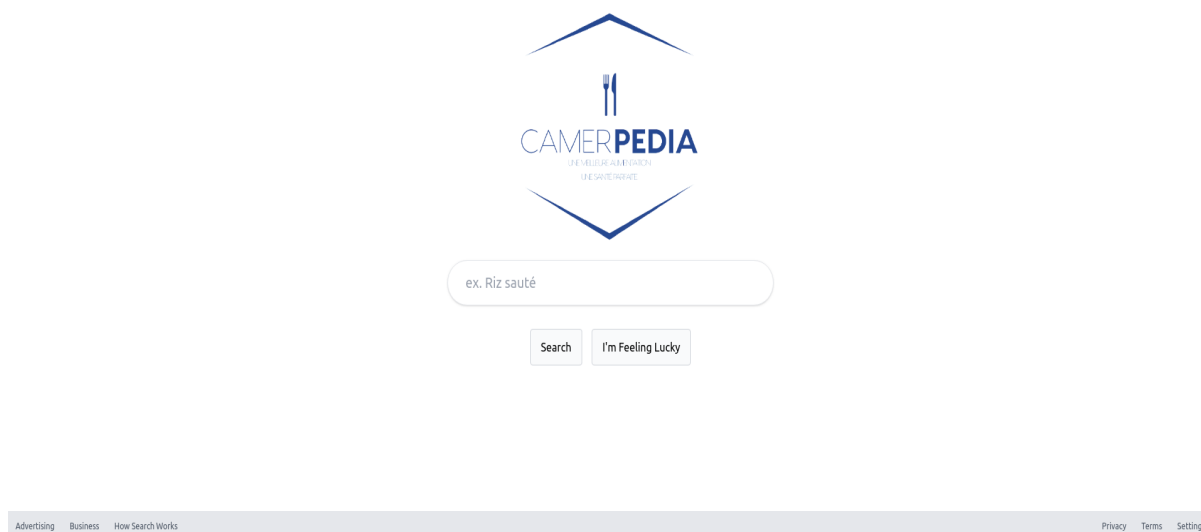 CAMERPEDIA
UNE MEILLEURE ALIMENTATION
UNE SANTÉ PARFAITE
ex. Riz sauté
Search I'm Feeling Lucky
Advertising Business How Search Works Privacy Terms Setting